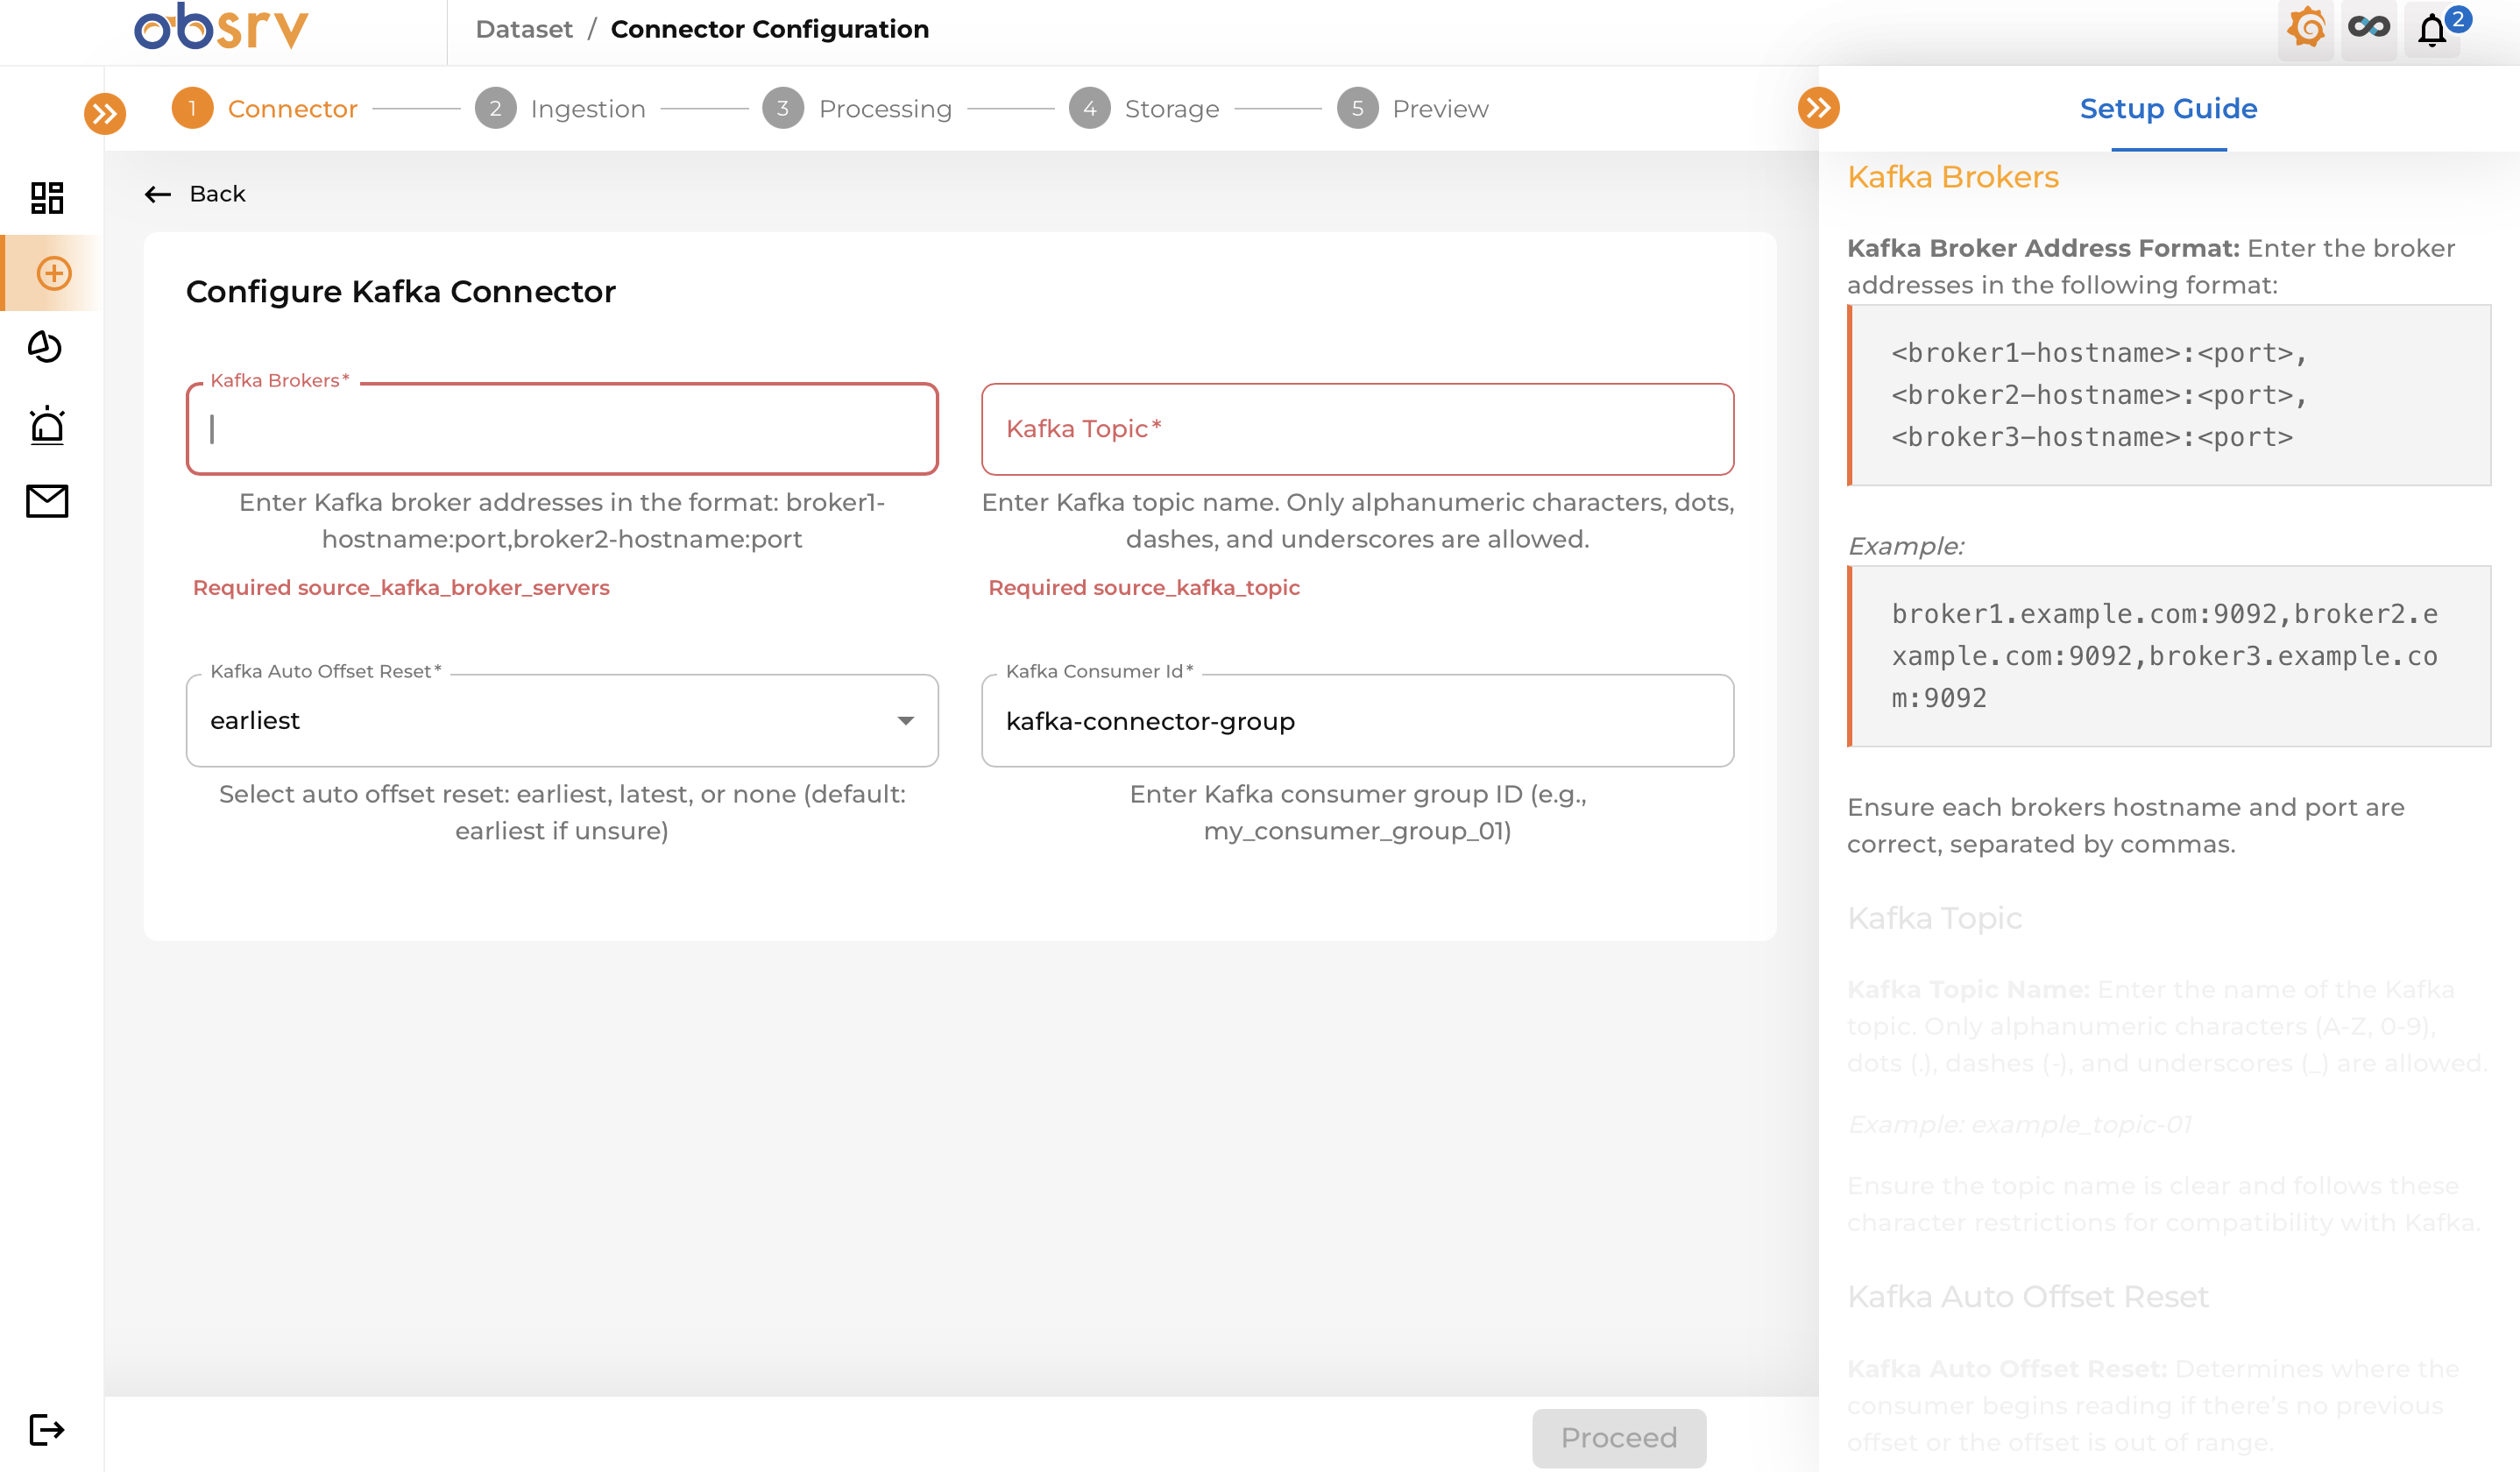 obsrv
Dataset / Connector Configuration
2
1 Connector
2 Ingestion
3 Processing
4 Storage
5 Preview
Back
Configure Kafka Connector
Kafka Brokers*
Enter Kafka broker addresses in the format: broker1-
hostname:port,broker2-hostname:port
Required source_kafka_broker_servers
Kafka Topic*
Enter Kafka topic name. Only alphanumeric characters, dots,
dashes, and underscores are allowed.
Required source_kafka_topic
Kafka Auto Offset Reset*
earliest
Select auto offset reset: earliest, latest, or none (default:
earliest if unsure)
Kafka Consumer Id*
kafka-connector-group
Enter Kafka consumer group ID (e.g.,
my_consumer_group_01)
Proceed
Setup Guide
Kafka Brokers
Kafka Broker Address Format: Enter the broker
addresses in the following format:
<broker1-hostname>:<port>,
<broker2-hostname>:<port>,
<broker3-hostname>:<port>
Example:
broker1.example.com:9092,broker2.e
xample.com:9092,broker3.example.co
m:9092
Ensure each brokers hostname and port are
correct, separated by commas.
Kafka Topic
Kafka Topic Name: Enter the name of the Kafka
topic. Only alphanumeric characters (A-Z, 0-9),
dots (.), dashes (-), and underscores (_) are allowed.
Example: example_topic-01
Ensure the topic name is clear and follows these
character restrictions for compatibility with Kafka.
Kafka Auto Offset Reset
Kafka Auto Offset Reset: Determines where the
consumer begins reading if there's no previous
offset or the offset is out of range.